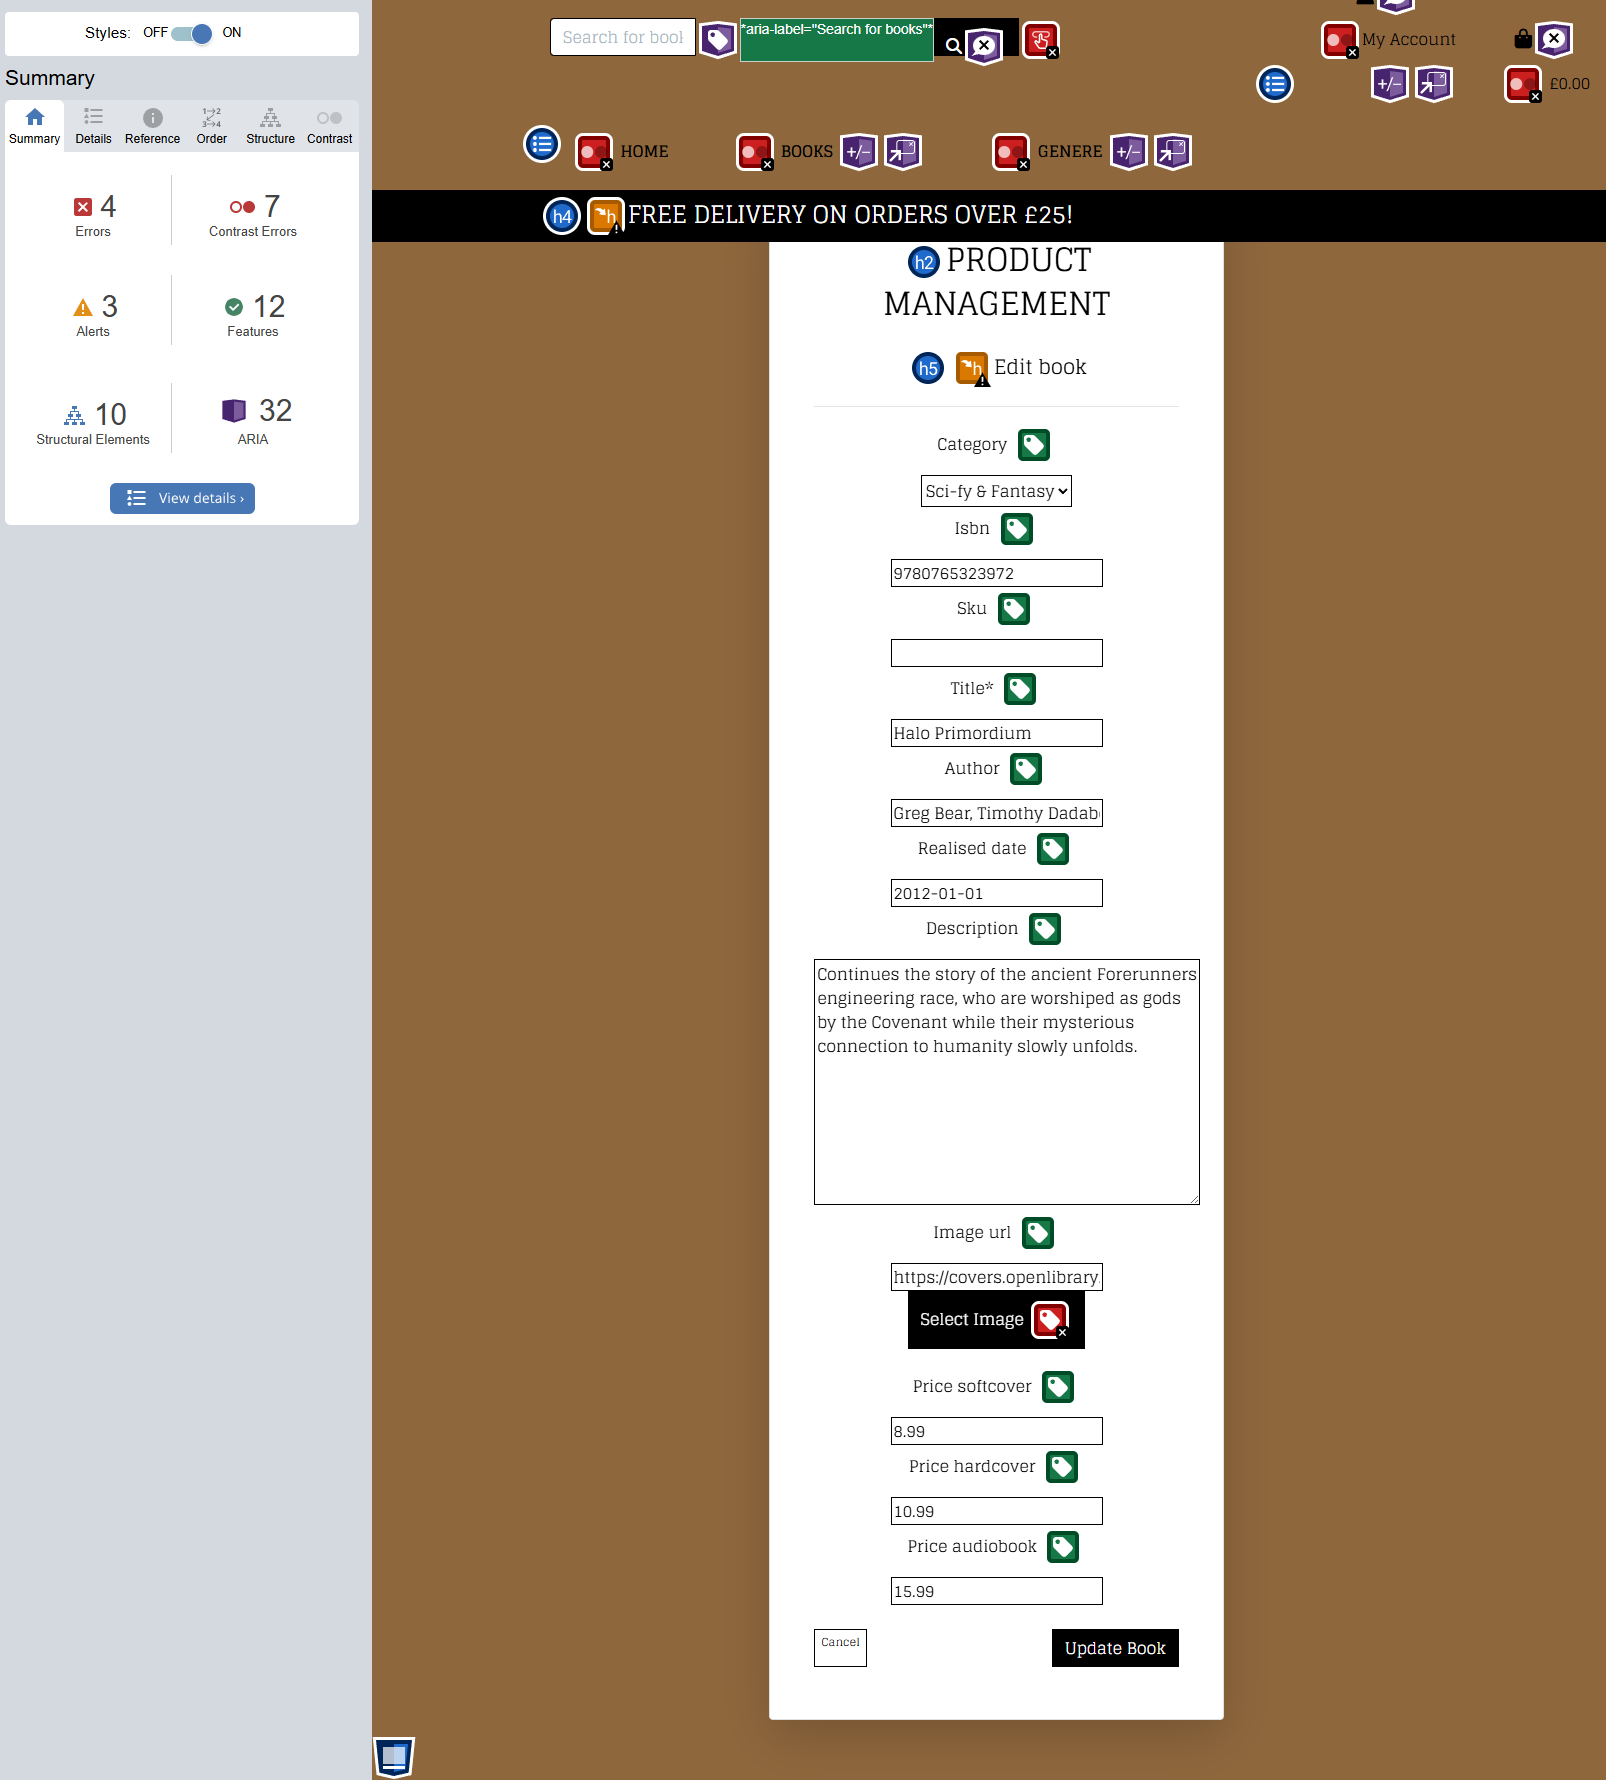 Styles: OFF ON
Summary
Summary Details Reference Order Structure Contrast
4
Errors
7
Contrast Errors
3
Alerts
12
Features
10
Structural Elements
32
ARIA
View details ›
*aria-label="Search for books"*
My Account
£0.00
HOME
BOOKS
GENERE
h4 FREE DELIVERY ON ORDERS OVER £25!
h2 PRODUCT
MANAGEMENT
h5 Edit book
Category
Sci-fy & Fantasy
Isbn
9780765323972
Sku
Title*
Halo Primordium
Author
Greg Bear, Timothy Dadab
Realised date
2012-01-01
Description
Continues the story of the ancient Forerunners
engineering race, who are worshiped as gods
by the Covenant while their mysterious
connection to humanity slowly unfolds.
Image url
https://covers.openlibrary.
Select Image
Price softcover
8.99
Price hardcover
10.99
Price audiobook
15.99
Cancel
Update Book